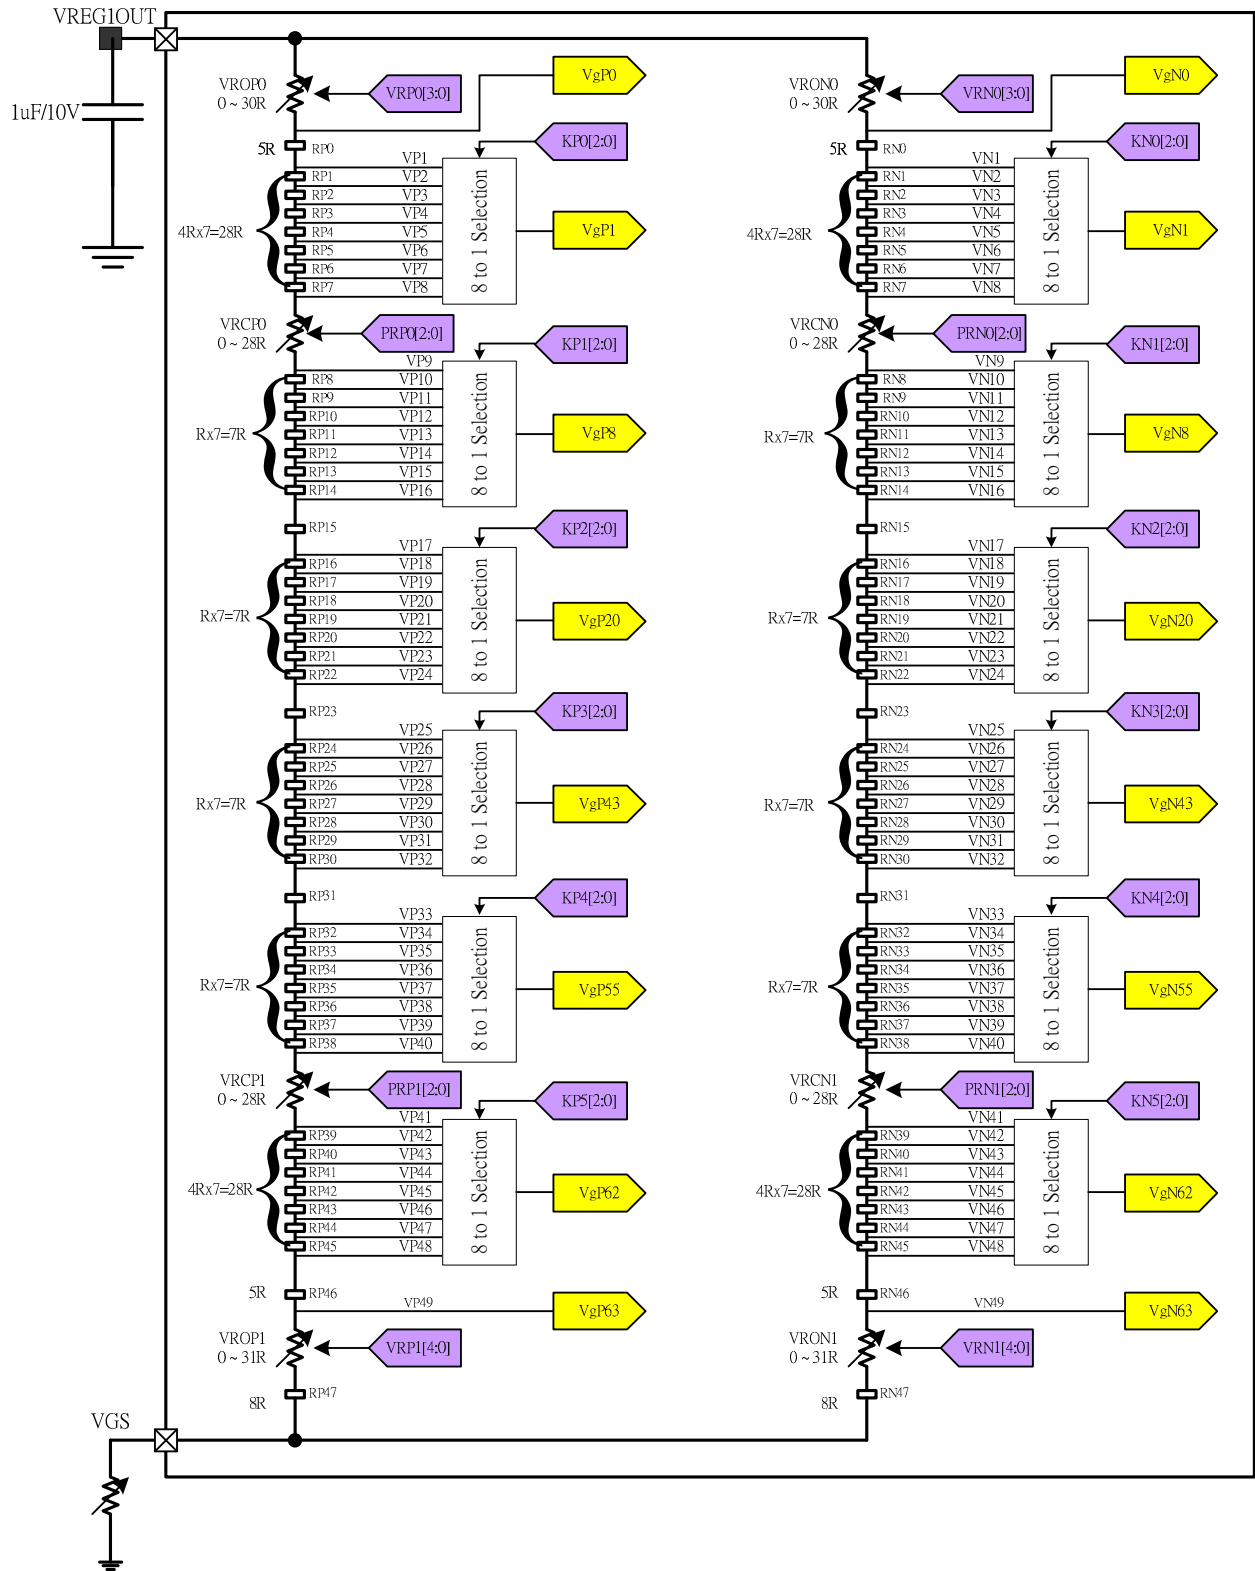 VREG1OUT
1uF/10V
VROP0
0 ~ 30R
VRP0[3:0]
VgP0
5R
RP0
KP0[2:0]
VP1
RP1
VP2
RP2
VP3
RP3
VP4
RP4
VP5
RP5
VP6
RP6
VP7
RP7
VP8
4Rx7=28R
8 to 1 Selection
VgP1
VRCP0
0 ~ 28R
PRP0[2:0]
KP1[2:0]
VP9
RP8
VP10
RP9
VP11
RP10
VP12
RP11
VP13
RP12
VP14
RP13
VP15
RP14
VP16
Rx7=7R
8 to 1 Selection
VgP8
RP15
KP2[2:0]
VP17
RP16
VP18
RP17
VP19
RP18
VP20
RP19
VP21
RP20
VP22
RP21
VP23
RP22
VP24
Rx7=7R
8 to 1 Selection
VgP20
RP23
KP3[2:0]
VP25
RP24
VP26
RP25
VP27
RP26
VP28
RP27
VP29
RP28
VP30
RP29
VP31
RP30
VP32
Rx7=7R
8 to 1 Selection
VgP43
RP31
KP4[2:0]
VP33
RP32
VP34
RP33
VP35
RP34
VP36
RP35
VP37
RP36
VP38
RP37
VP39
RP38
VP40
Rx7=7R
8 to 1 Selection
VgP55
VRCP1
0 ~ 28R
PRP1[2:0]
KP5[2:0]
VP41
RP39
VP42
RP40
VP43
RP41
VP44
RP42
VP45
RP43
VP46
RP44
VP47
RP45
VP48
4Rx7=28R
8 to 1 Selection
VgP62
5R
RP46
VP49
VgP63
VROP1
0 ~ 31R
VRP1[4:0]
RP47
8R
VRON0
0 ~ 30R
VRN0[3:0]
VgN0
5R
RN0
KN0[2:0]
VN1
RN1
VN2
RN2
VN3
RN3
VN4
RN4
VN5
RN5
VN6
RN6
VN7
RN7
VN8
4Rx7=28R
8 to 1 Selection
VgN1
VRCN0
0 ~ 28R
PRN0[2:0]
KN1[2:0]
VN9
RN8
VN10
RN9
VN11
RN10
VN12
RN11
VN13
RN12
VN14
RN13
VN15
RN14
VN16
Rx7=7R
8 to 1 Selection
VgN8
RN15
KN2[2:0]
VN17
RN16
VN18
RN17
VN19
RN18
VN20
RN19
VN21
RN20
VN22
RN21
VN23
RN22
VN24
Rx7=7R
8 to 1 Selection
VgN20
RN23
KN3[2:0]
VN25
RN24
VN26
RN25
VN27
RN26
VN28
RN27
VN29
RN28
VN30
RN29
VN31
RN30
VN32
Rx7=7R
8 to 1 Selection
VgN43
RN31
KN4[2:0]
VN33
RN32
VN34
RN33
VN35
RN34
VN36
RN35
VN37
RN36
VN38
RN37
VN39
RN38
VN40
Rx7=7R
8 to 1 Selection
VgN55
VRCN1
0 ~ 28R
PRN1[2:0]
KN5[2:0]
VN41
RN39
VN42
RN40
VN43
RN41
VN44
RN42
VN45
RN43
VN46
RN44
VN47
RN45
VN48
4Rx7=28R
8 to 1 Selection
VgN62
5R
RN46
VN49
VgN63
VRON1
0 ~ 31R
VRN1[4:0]
RN47
8R
VGS